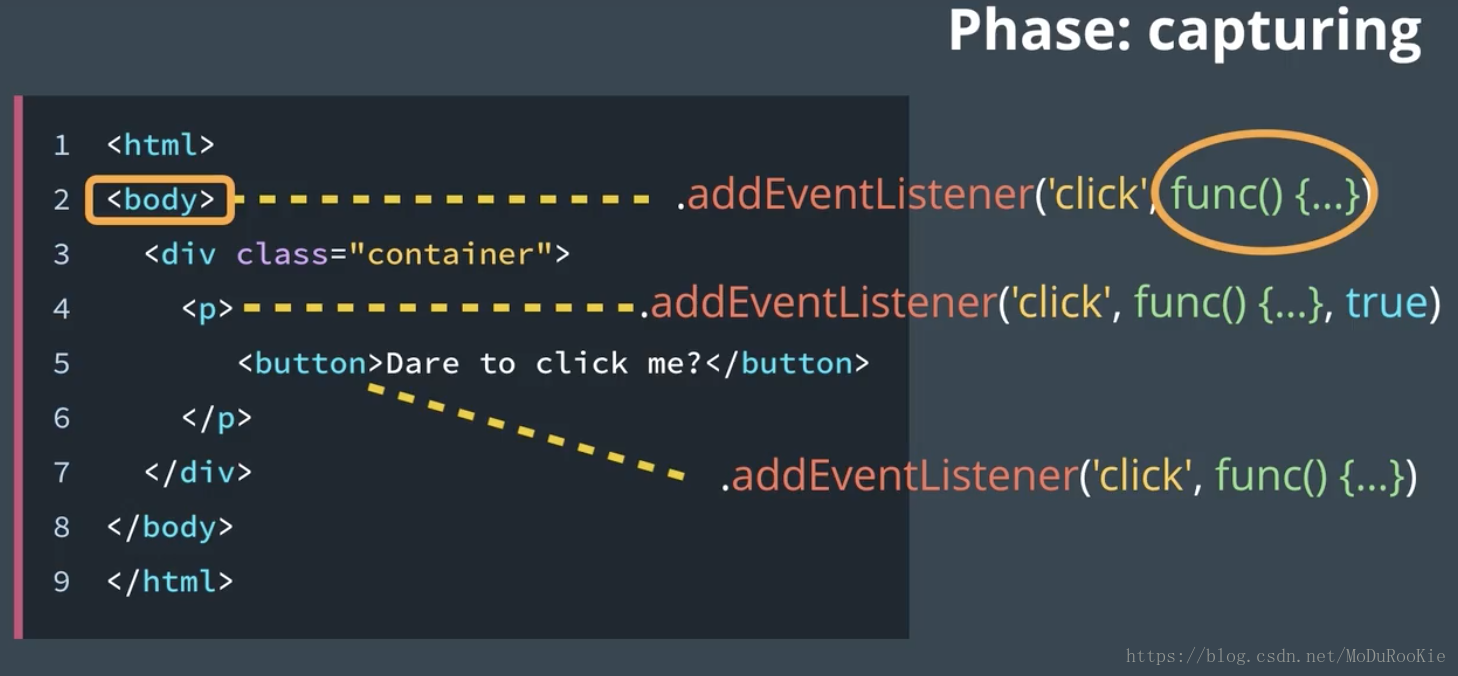 Phase: capturing
1 <html>
2 <body> .addEventListener('click', func() {...})
3 <div class="container">
4 <p> .addEventListener('click', func() {...}, true)
5 <button>Dare to click me?</button>
6 </p>
7 </div> .addEventListener('click', func() {...})
8 </body>
9 </html>
https://blog.csdn.net/MoDuRooKie